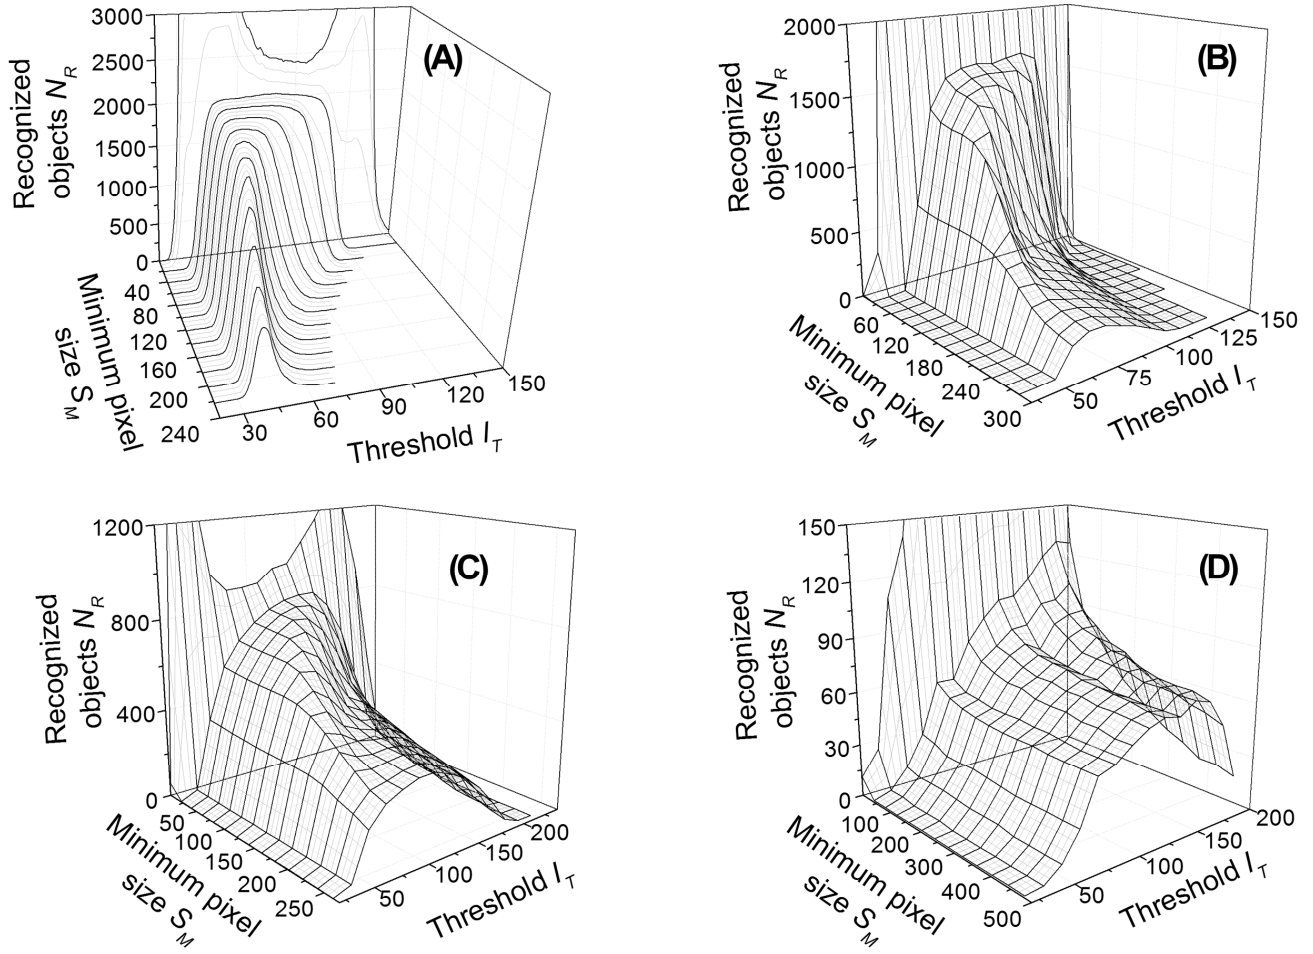 (A)
Recognized
objects N_R
3000
2500
2000
1500
1000
500
0
40
80
120
160
200
240
Minimum pixel
size S_M
30
60
90
120
150
Threshold I_T
(B)
Recognized
objects N_R
2000
1500
1000
500
0
60
120
180
240
300
Minimum pixel
size S_M
50
75
100
125
150
Threshold I_T
(C)
Recognized
objects N_R
1200
800
400
0
50
100
150
200
250
Minimum pixel
size S_M
50
100
150
200
Threshold I_T
(D)
Recognized
objects N_R
150
120
90
60
30
0
100
200
300
400
500
Minimum pixel
size S_M
50
100
150
200
Threshold I_T